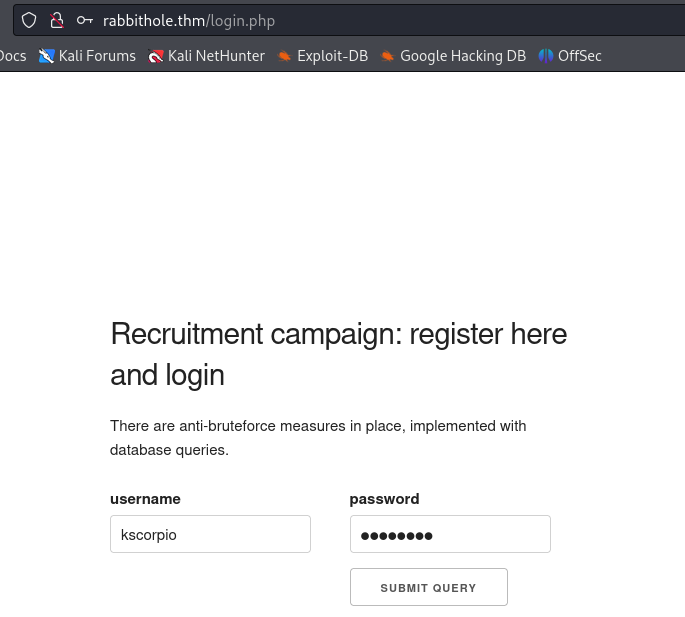 rabbithole.thm/login.php
Docs Kali Forums Kali NetHunter Exploit-DB Google Hacking DB OffSec
Recruitment campaign: register here
and login
There are anti-bruteforce measures in place, implemented with
database queries.
username password
kscorpio ●●●●●●●●
SUBMIT QUERY